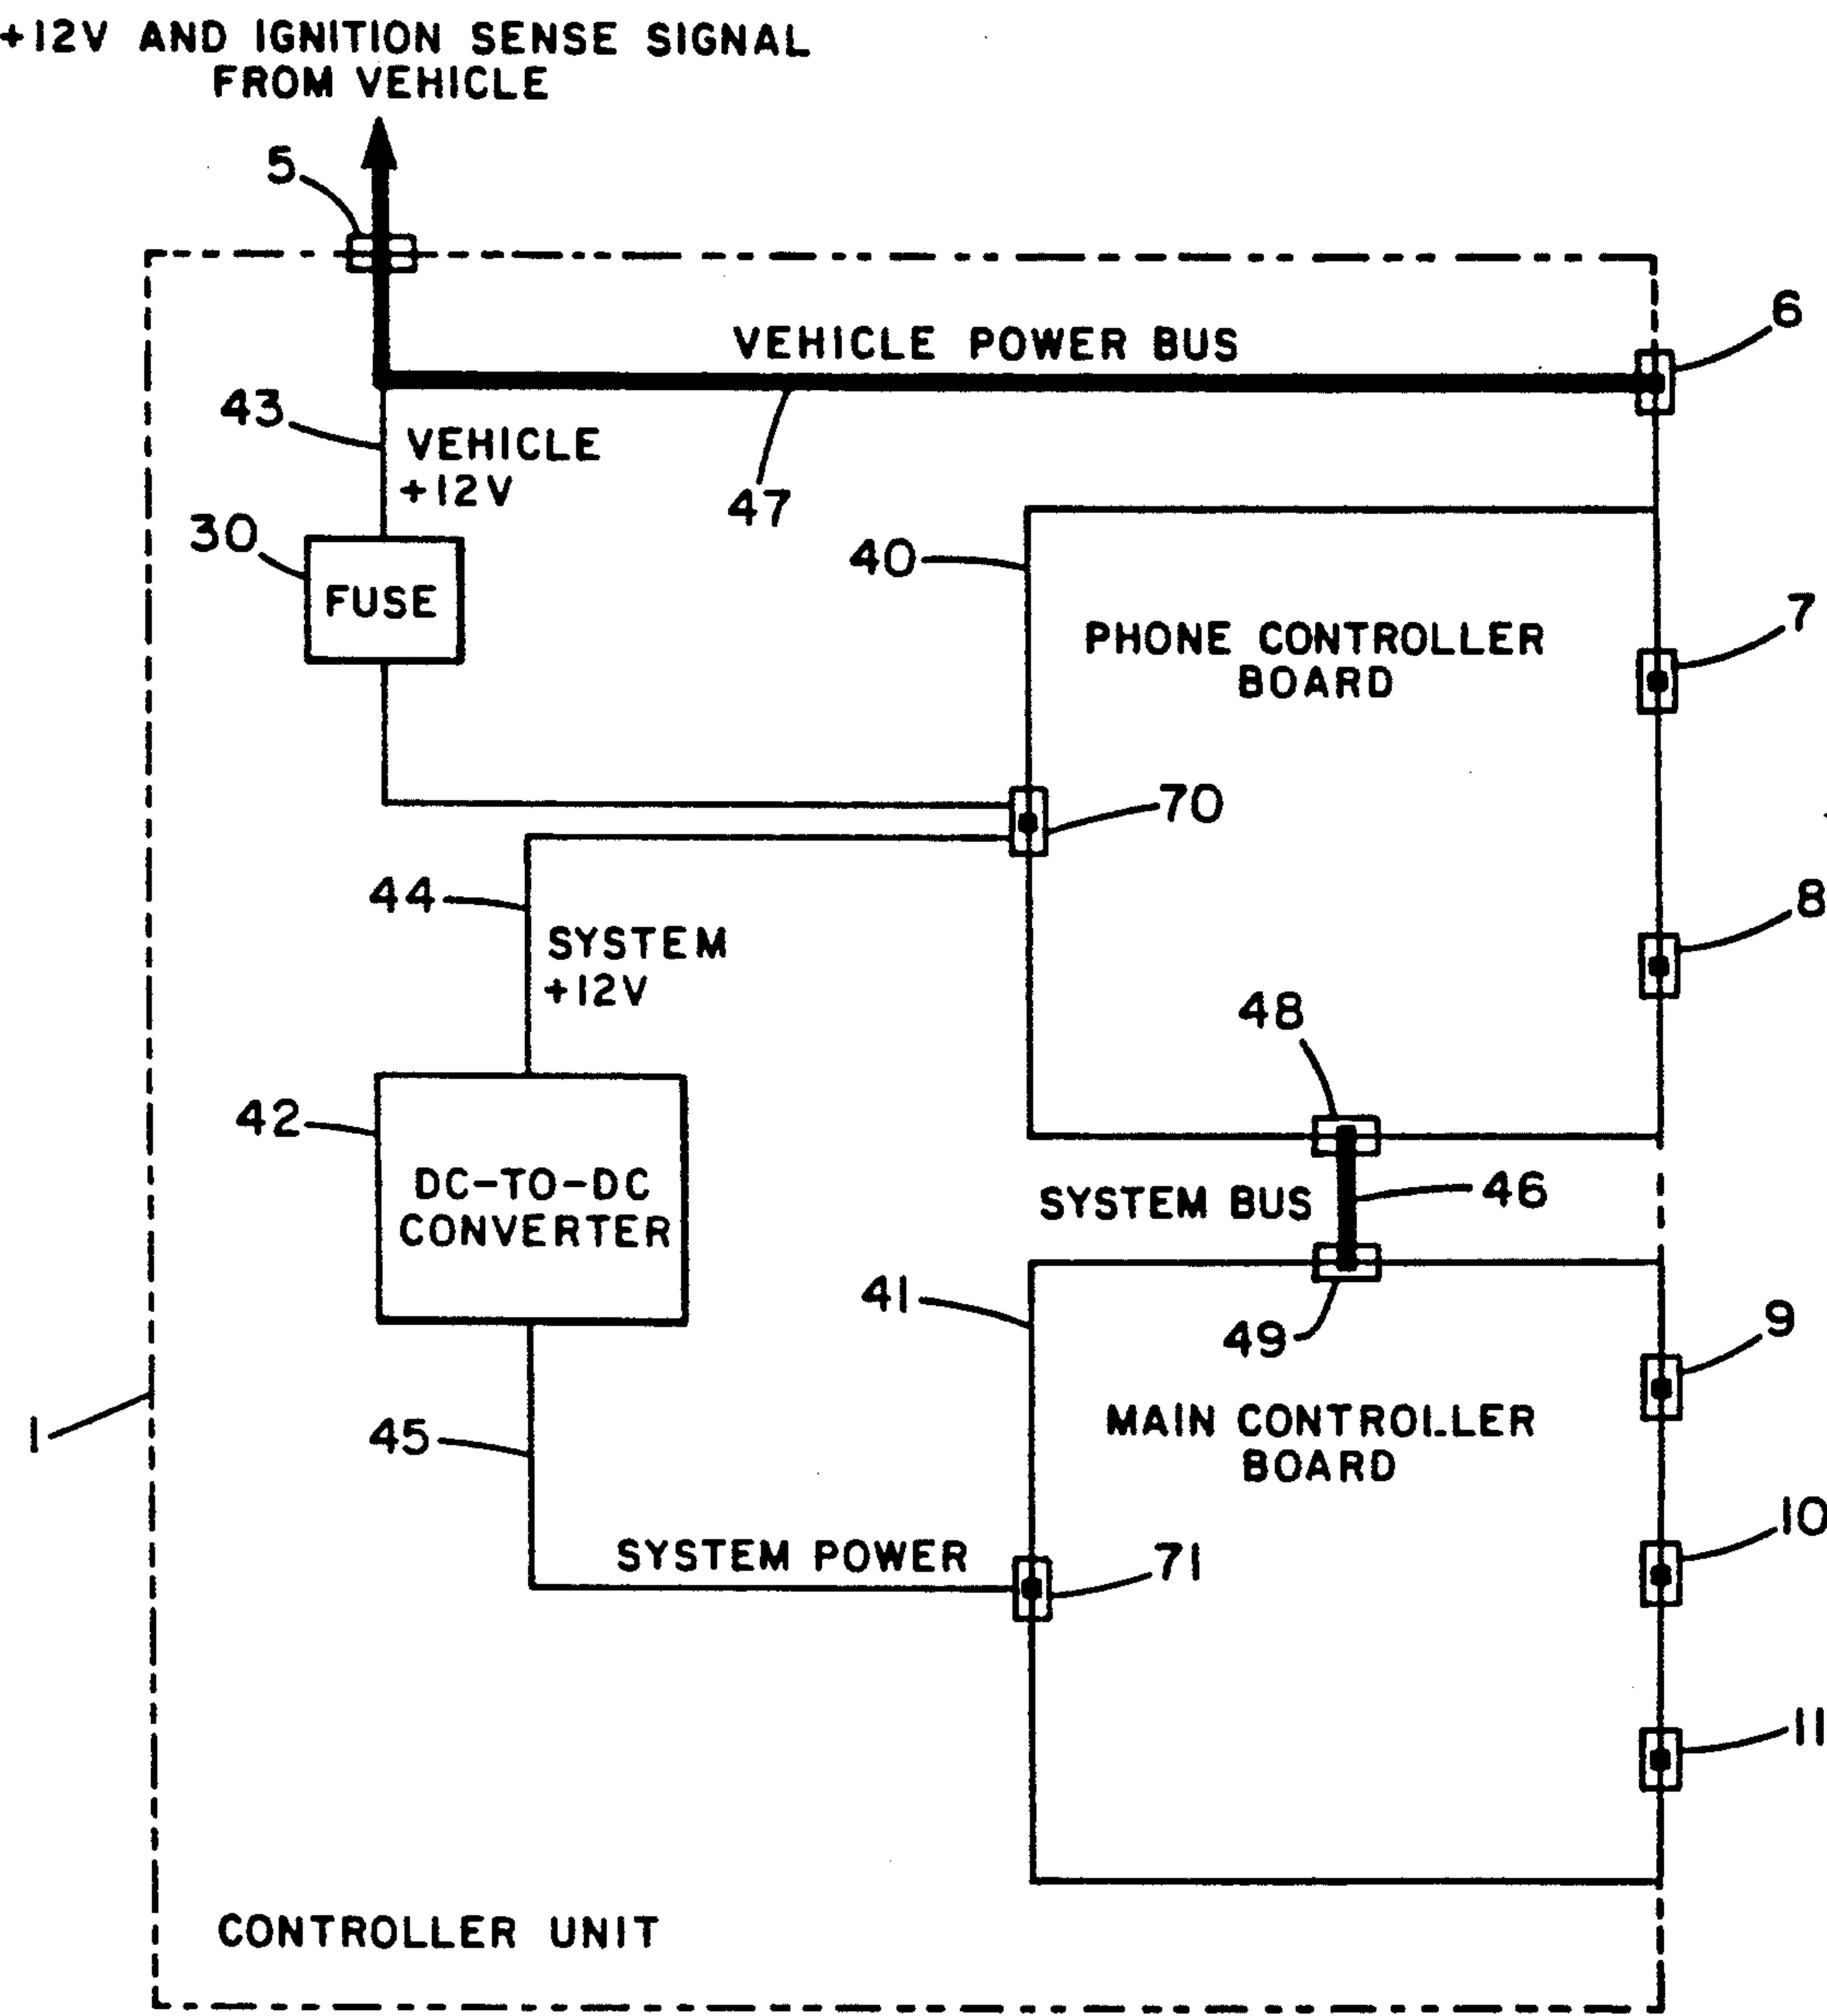 +12V AND IGNITION SENSE SIGNAL
FROM VEHICLE
5
6
VEHICLE POWER BUS
43
VEHICLE
+12V
47
30
FUSE
40
7
PHONE CONTROLLER
BOARD
70
44
8
SYSTEM
+12V
48
42
DC-TO-DC
CONVERTER
SYSTEM BUS
46
41
49
9
1
45
MAIN CONTROLLER
BOARD
10
SYSTEM POWER
71
11
CONTROLLER UNIT